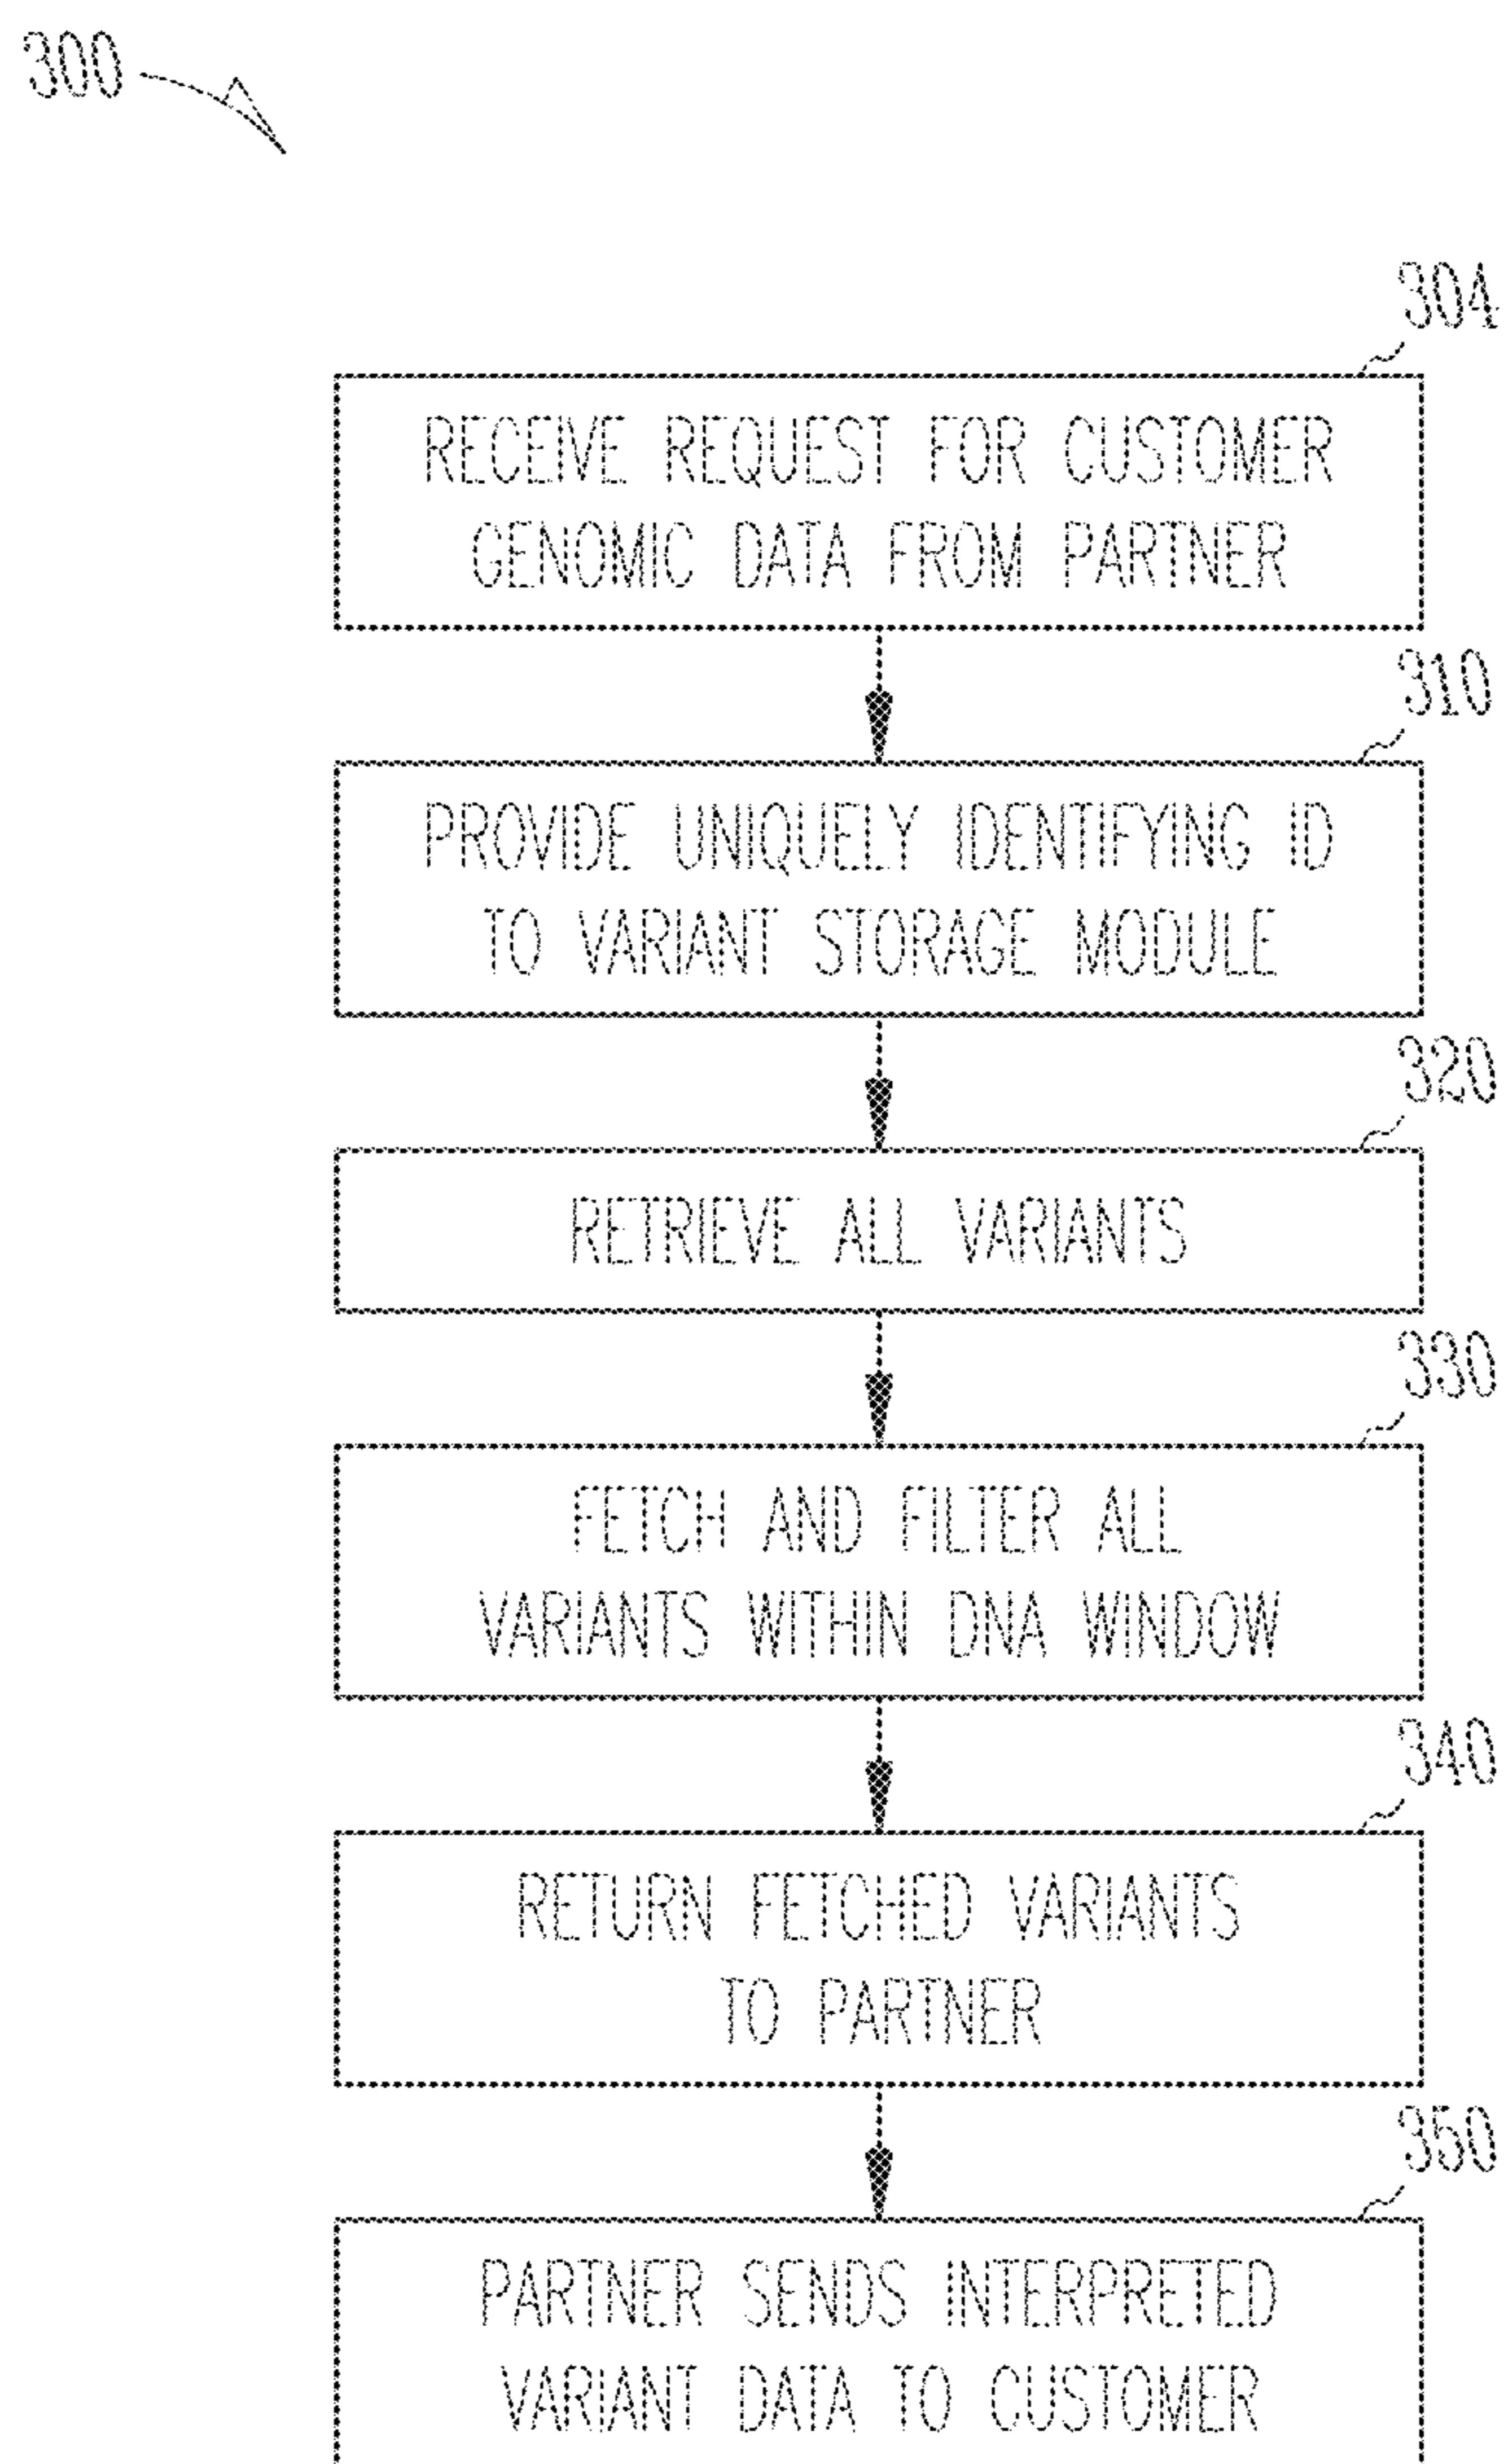 300
304
RECEIVE REQUEST FOR CUSTOMER
GENOMIC DATA FROM PARTNER
310
PROVIDE UNIQUELY IDENTIFYING ID
TO VARIANT STORAGE MODULE
320
RETRIEVE ALL VARIANTS
330
FETCH AND FILTER ALL
VARIANTS WITHIN DNA WINDOW
340
RETURN FETCHED VARIANTS
TO PARTNER
350
PARTNER SENDS INTERPRETED
VARIANT DATA TO CUSTOMER